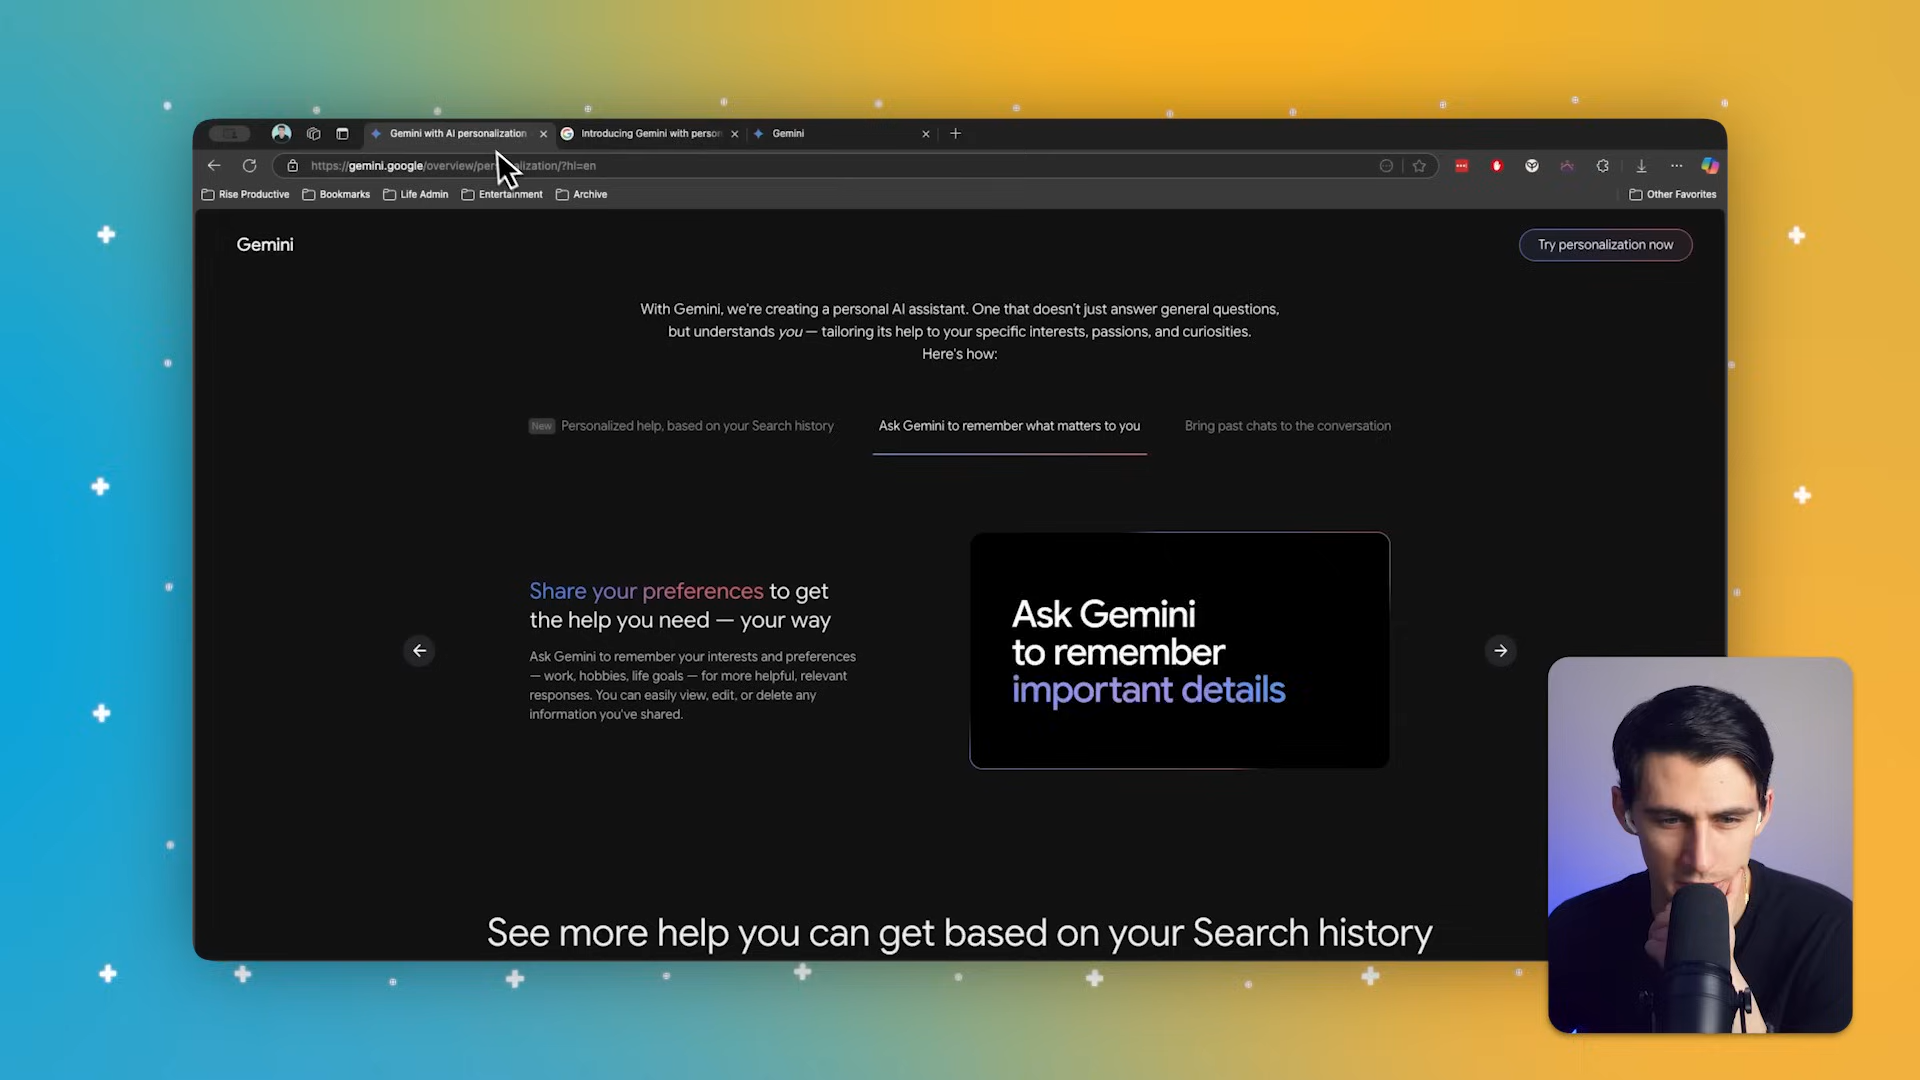 Gemini with AI personalization
Introducing Gemini with person
Gemini
https://gemini.google/overview/personalization/?hl=en
Rise Productive
Bookmarks
Life Admin
Entertainment
Archive
Other Favorites
Gemini
Try personalization now
With Gemini, we're creating a personal AI assistant. One that doesn't just answer general questions,
but understands you — tailoring its help to your specific interests, passions, and curiosities.
Here's how:
New Personalized help, based on your Search history
Ask Gemini to remember what matters to you
Bring past chats to the conversation
Share your preferences to get
the help you need — your way
Ask Gemini to remember your interests and preferences
— work, hobbies, life goals — for more helpful, relevant
responses. You can easily view, edit, or delete any
information you've shared.
Ask Gemini
to remember
important details
See more help you can get based on your Search history